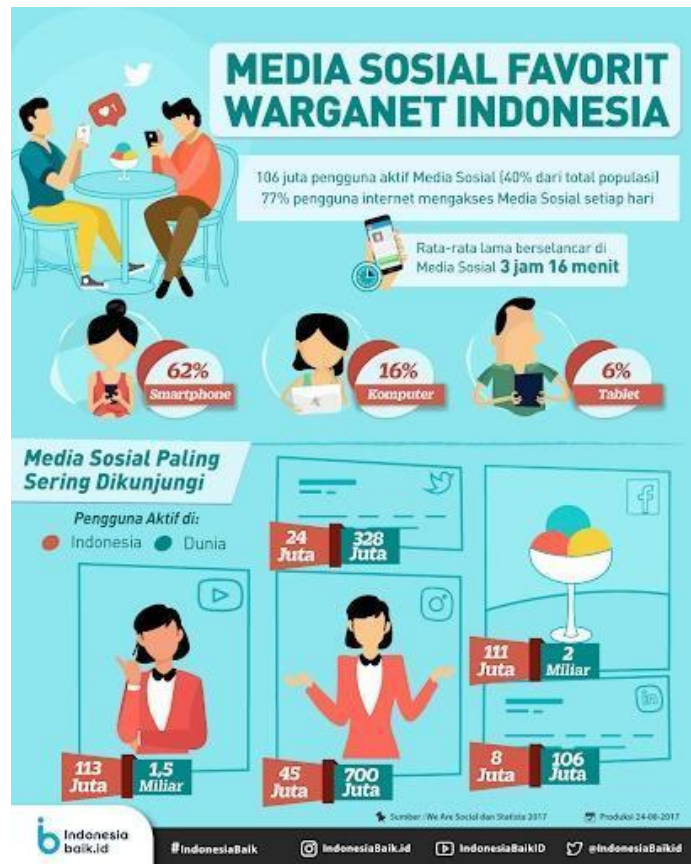 MEDIA SOSIAL FAVORIT
WARGANET INDONESIA
106 juta pengguna aktif Media Sosial (40% dari total populasi)
77% pengguna internet mengakses Media Sosial setiap hari
Rata-rata lama berselancar di
Media Sosial 3 jam 16 menit
62%
Smartphone
16%
Komputer
6%
Tablet
Media Sosial Paling
Sering Dikunjungi
Pengguna Aktif di:
Indonesia Dunia
24 Juta
328 Juta
111 Juta
2 Miliar
113 Juta
1,5 Miliar
45 Juta
700 Juta
8 Juta
106 Juta
Sumber : We Are Social dan Statista 2017
Produksi 24-08-2017
Indonesia
baik.id
#IndonesiaBaik
IndonesiaBaik.id
IndonesiaBaikID
@IndonesiaBaikid